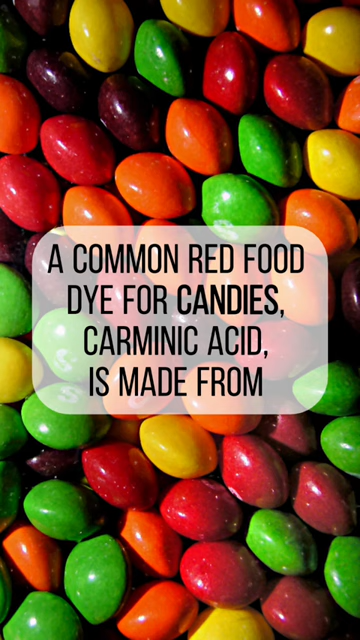 A COMMON RED FOOD
DYE FOR CANDIES,
CARMINIC ACID,
IS MADE FROM